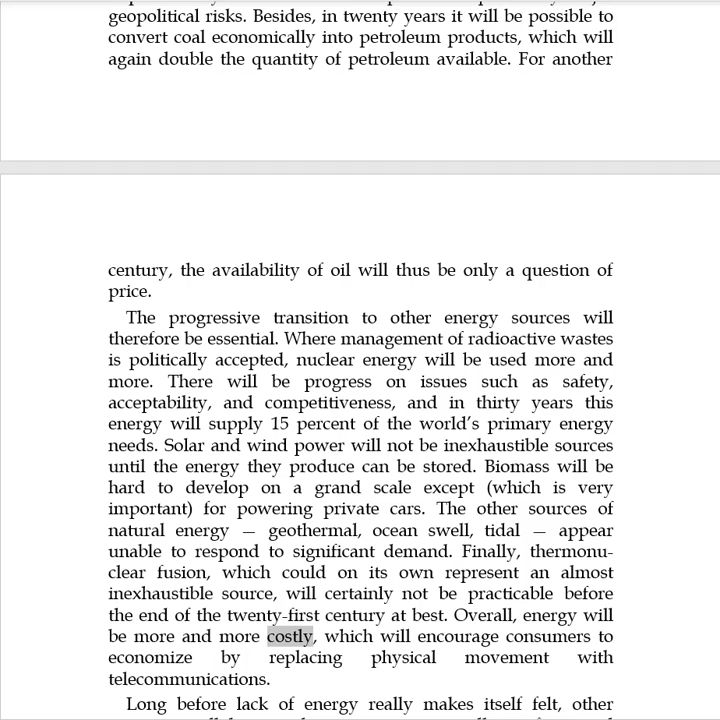 geopolitical risks. Besides, in twenty years it will be possible to
convert coal economically into petroleum products, which will
again double the quantity of petroleum available. For another
century, the availability of oil will thus be only a question of
price.
The progressive transition to other energy sources will
therefore be essential. Where management of radioactive wastes
is politically accepted, nuclear energy will be used more and
more. There will be progress on issues such as safety,
acceptability, and competitiveness, and in thirty years this
energy will supply 15 percent of the world's primary energy
needs. Solar and wind power will not be inexhaustible sources
until the energy they produce can be stored. Biomass will be
hard to develop on a grand scale except (which is very
important) for powering private cars. The other sources of
natural energy — geothermal, ocean swell, tidal — appear
unable to respond to significant demand. Finally, thermonu-
clear fusion, which could on its own represent an almost
inexhaustible source, will certainly not be practicable before
the end of the twenty-first century at best. Overall, energy will
be more and more costly, which will encourage consumers to
economize by replacing physical movement with
telecommunications.
Long before lack of energy really makes itself felt, other